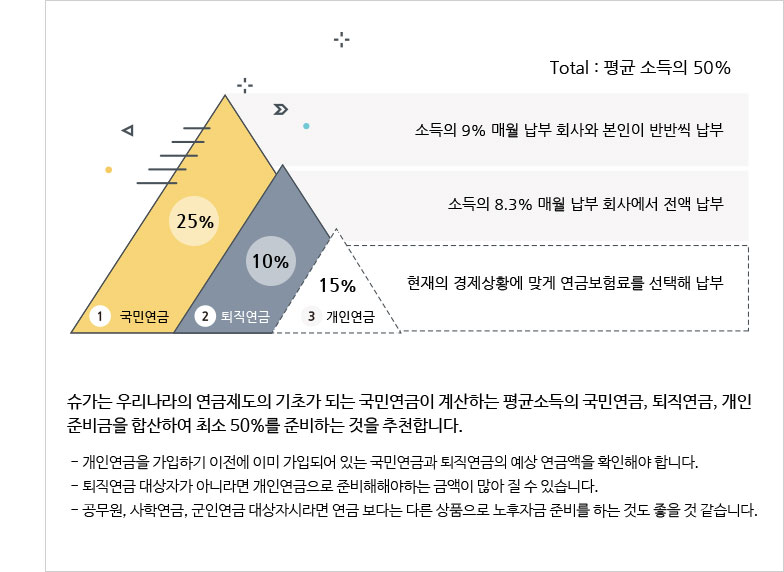 Total : 평균 소득의 50%
소득의 9% 매월 납부 회사와 본인이 반반씩 납부
소득의 8.3% 매월 납부 회사에서 전액 납부
25%
10%
15%
현재의 경제상황에 맞게 연금보험료를 선택해 납부
1 국민연금
2 퇴직연금
3 개인연금
슈가는 우리나라의 연금제도의 기초가 되는 국민연금이 계산하는 평균소득의 국민연금, 퇴직연금, 개인
준비금을 합산하여 최소 50%를 준비하는 것을 추천합니다.
- 개인연금을 가입하기 이전에 이미 가입되어 있는 국민연금과 퇴직연금의 예상 연금액을 확인해야 합니다.
- 퇴직연금 대상자가 아니라면 개인연금으로 준비해해야하는 금액이 많아 질 수 있습니다.
- 공무원, 사학연금, 군인연금 대상자시라면 연금 보다는 다른 상품으로 노후자금 준비를 하는 것도 좋을 것 같습니다.